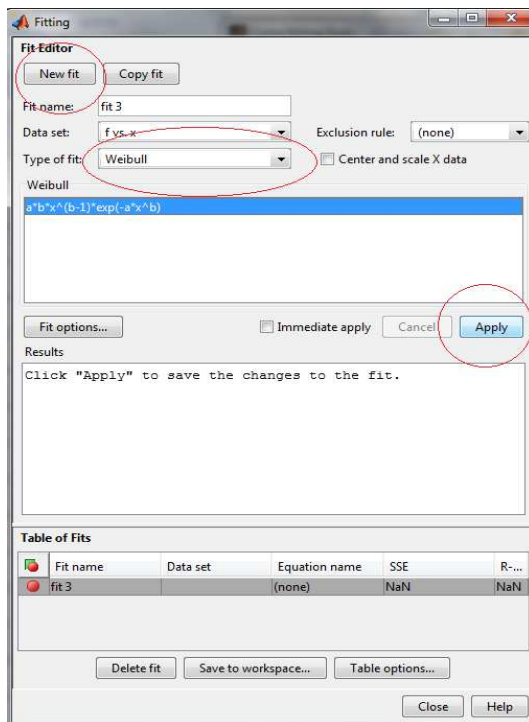 Fitting
Fit Editor
New fit Copy fit
Fit name: fit 3
Data set: f vs. x Exclusion rule: (none)
Type of fit: Weibull Center and scale X data
Weibull
a*b*x^(b-1)*exp(-a*x^b)
Fit options... Immediate apply Cancel Apply
Results
Click "Apply" to save the changes to the fit.
Table of Fits
Fit name Data set Equation name SSE R-...
fit 3 (none) NaN NaN
Delete fit Save to workspace... Table options...
Close Help